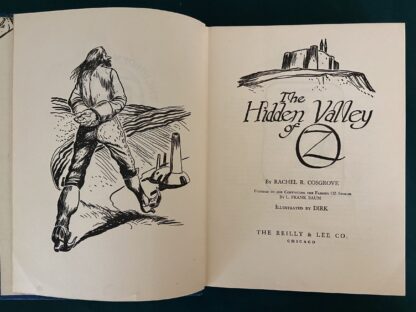 The
Hidden Valley
of OZ
By RACHEL R. COSGROVE
Founded on and Continuing the Famous OZ Stories
By L. FRANK BAUM
Illustrated by DIRK
THE REILLY & LEE CO.
CHICAGO